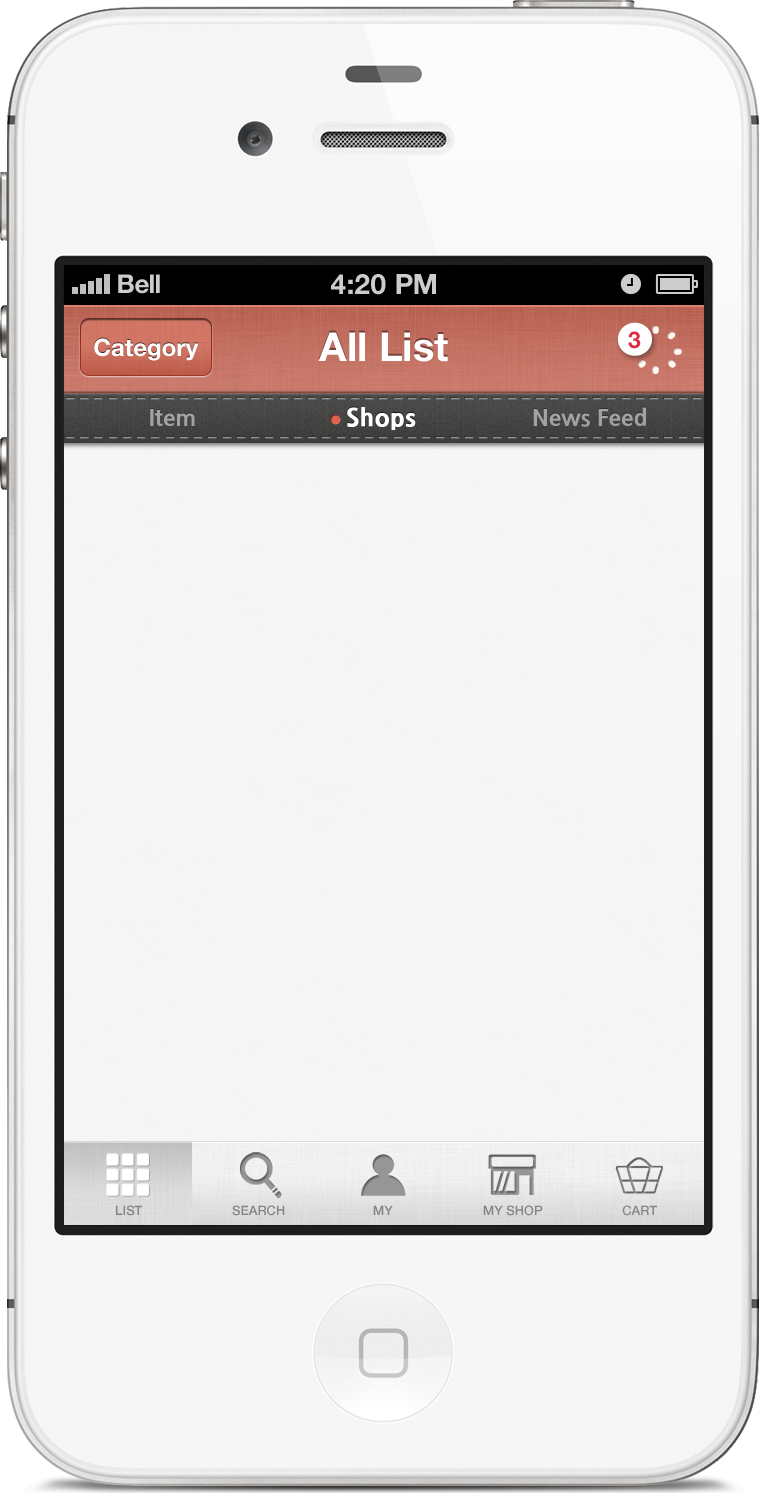 Bell 4:20 PM
Category All List 3
Item Shops News Feed
LIST SEARCH MY MY SHOP CART